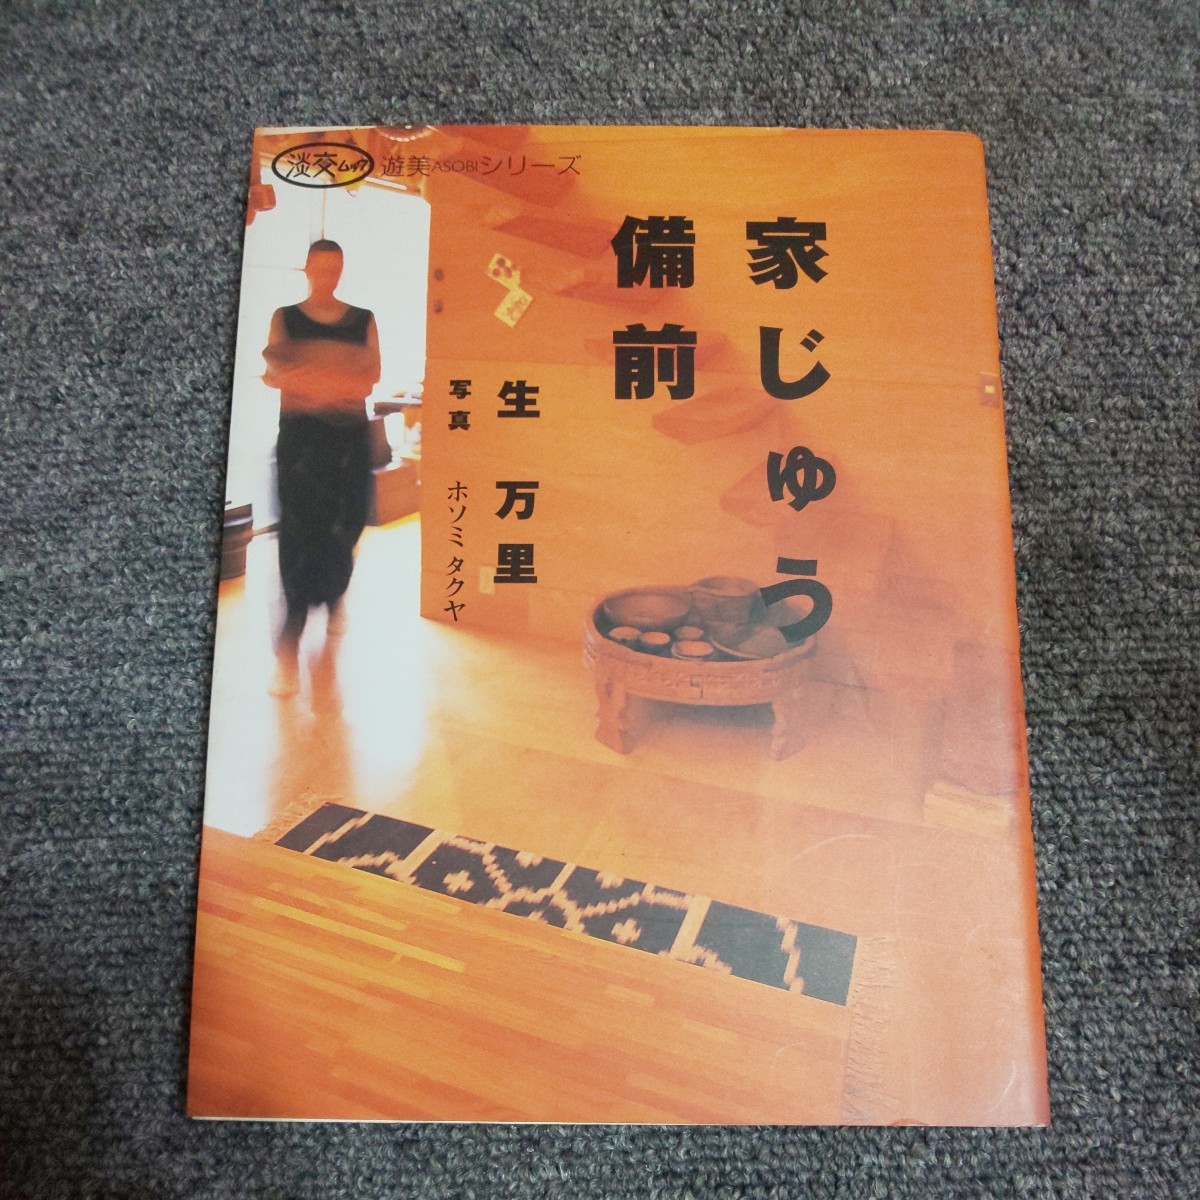 淡交ムック 遊美ASOBIシリーズ
家じゅう
備前
生 万里
写真 ホソミ タクヤ